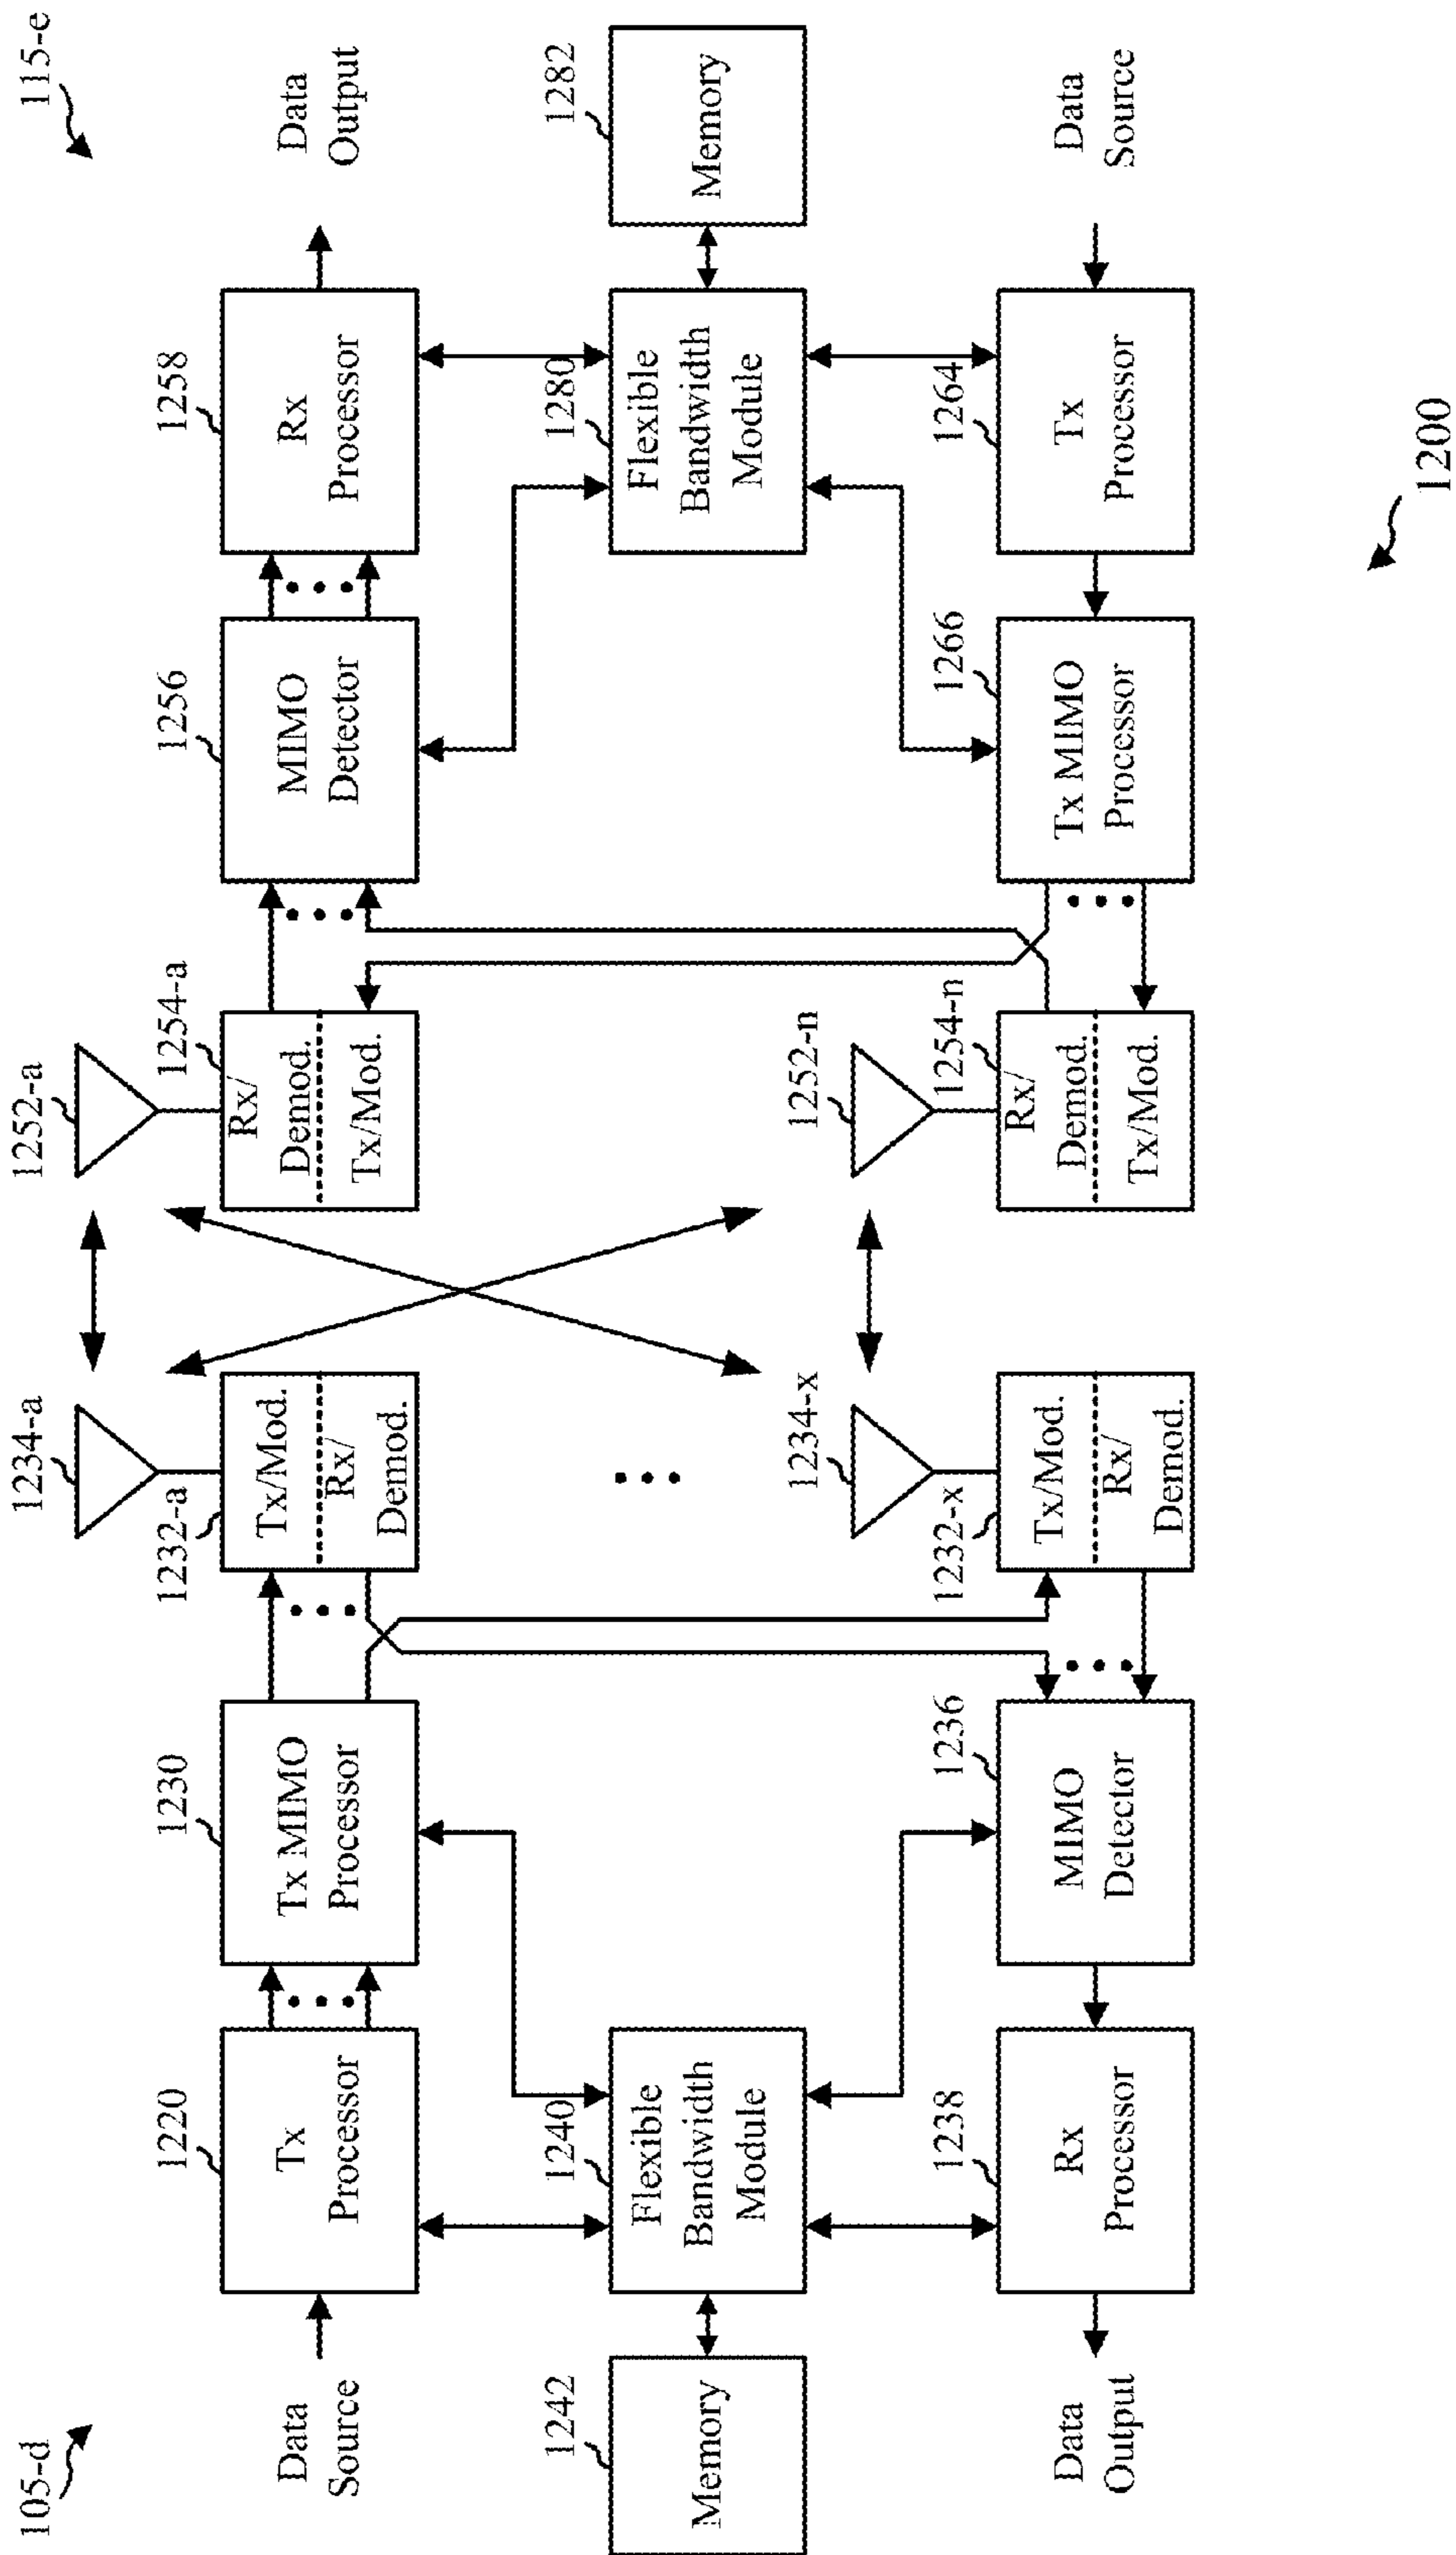 105-d
115-e
1234-a
1252-a
1220
1230
1232-a
1254-a
1256
1258
Data
Source
Tx
Processor
Tx MIMO
Processor
Tx/Mod.
Rx/
Demod.
Rx/
Demod.
Tx/Mod.
MIMO
Detector
Rx
Processor
Data
Output
1242
1240
1280
1282
Memory
Flexible
Bandwidth
Module
Flexible
Bandwidth
Module
Memory
1234-x
1252-n
1238
1236
1232-x
1254-n
1266
1264
Data
Output
Rx
Processor
MIMO
Detector
Tx/Mod.
Rx/
Demod.
Rx/
Demod.
Tx/Mod.
Tx MIMO
Processor
Tx
Processor
Data
Source
1200